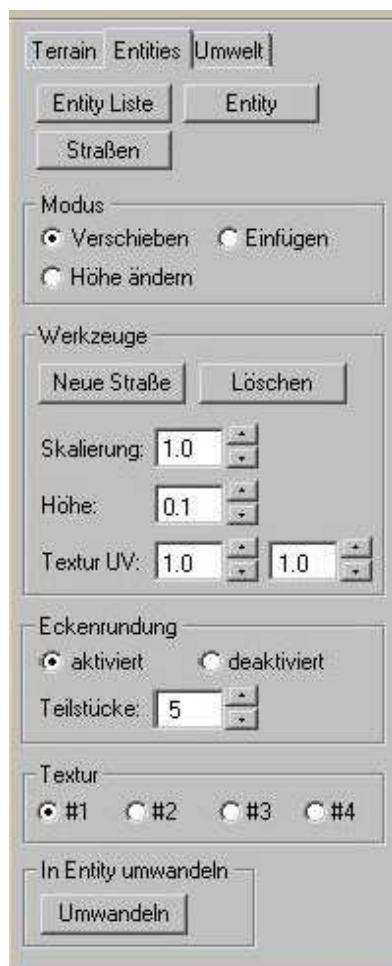 Terrain Entities Umwelt
Entity Liste Entity
Straßen
Modus
Verschieben Einfügen
Höhe ändern
Werkzeuge
Neue Straße Löschen
Skalierung: 1.0
Höhe: 0.1
Textur UV: 1.0 1.0
Eckenrundung
aktiviert deaktiviert
Teilstücke: 5
Textur
#1 #2 #3 #4
In Entity umwandeln
Umwandeln